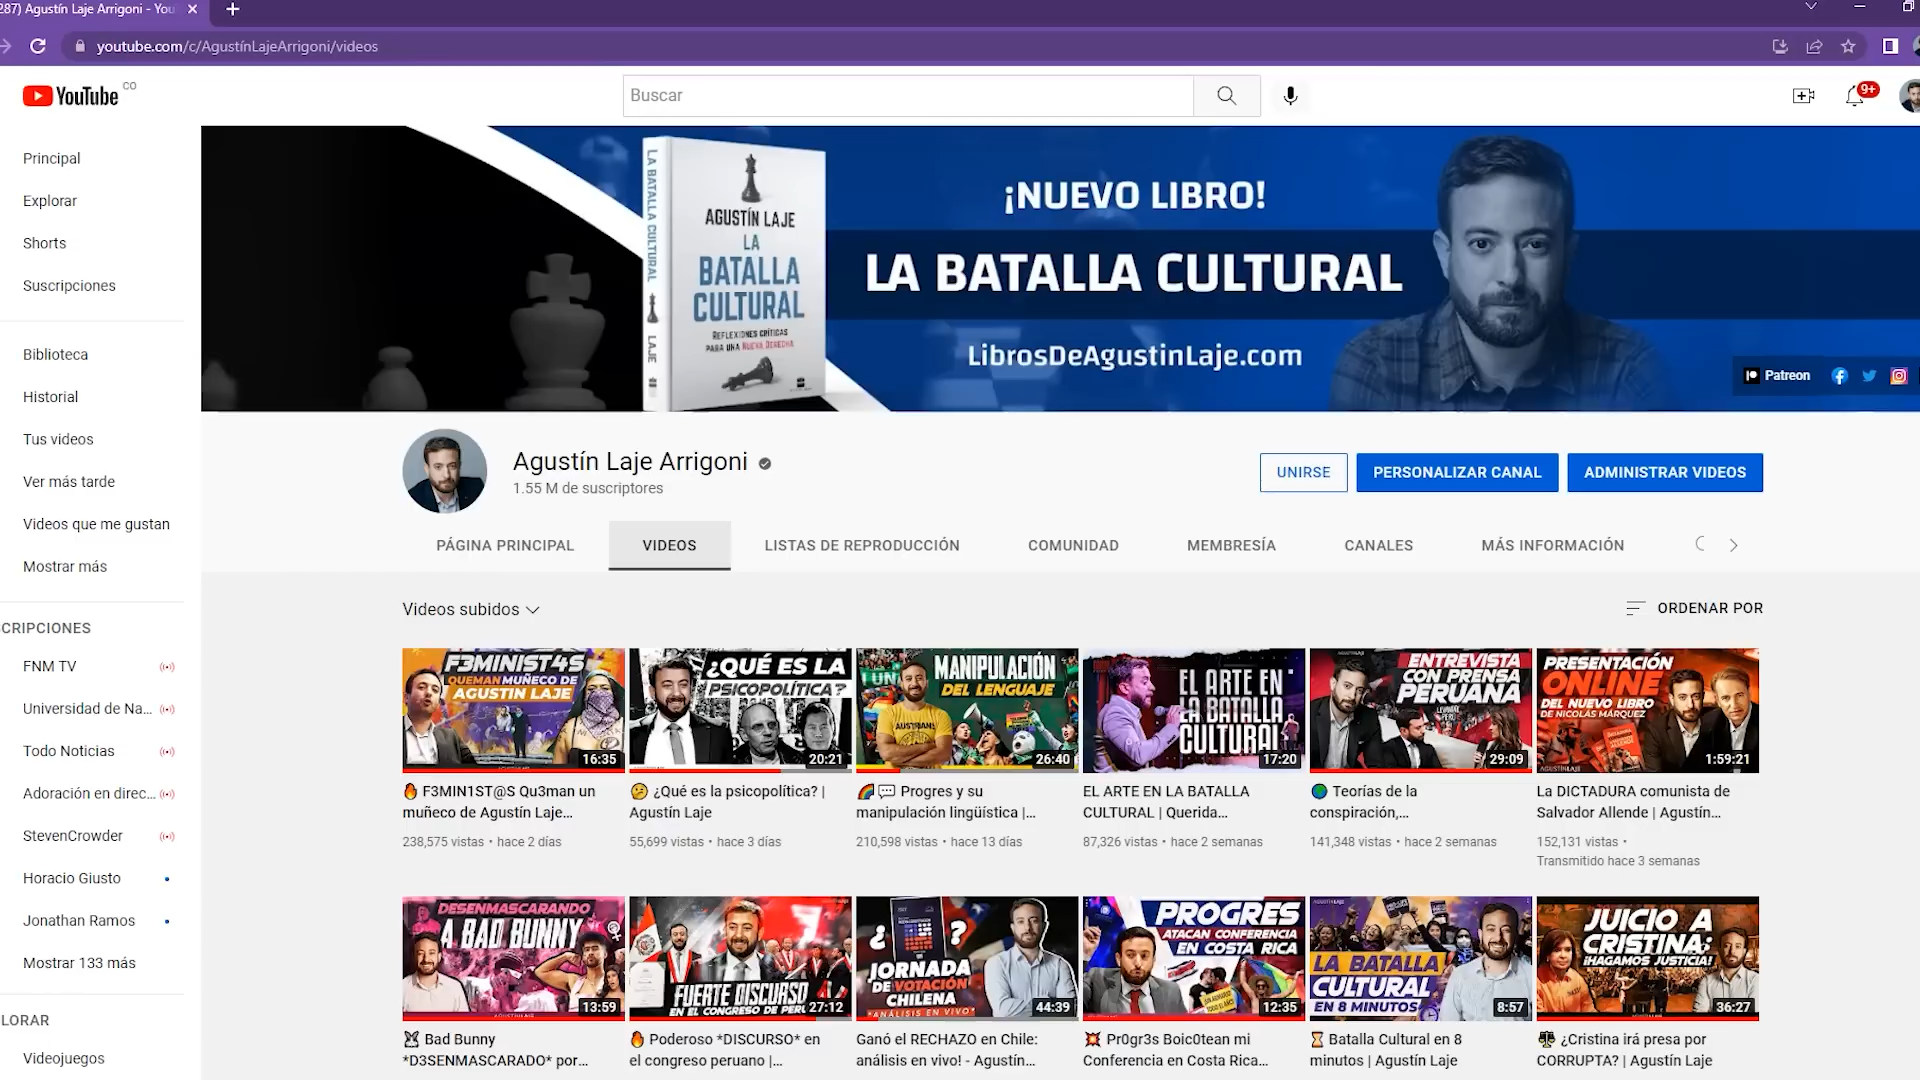 287) Agustín Laje Arrigoni - You
youtube.com/c/AgustínLajeArrigoni/videos
YouTube CO
Buscar
9+
Principal
Explorar
Shorts
Suscripciones
Biblioteca
Historial
Tus videos
Ver más tarde
Videos que me gustan
Mostrar más
CRIPCIONES
FNM TV
Universidad de Na...
Todo Noticias
Adoración en direc...
StevenCrowder
Horacio Giusto
Jonathan Ramos
Mostrar 133 más
LORAR
Videojuegos
LA BATALLA CULTURAL
LAJE
AGUSTÍN LAJE
LA
BATALLA
CULTURAL
REFLEXIONES CRÍTICAS
PARA UNA NUEVA DERECHA
¡NUEVO LIBRO!
LA BATALLA CULTURAL
LibrosDeAgustinLaje.com
Patreon
Agustín Laje Arrigoni
1.55 M de suscriptores
UNIRSE
PERSONALIZAR CANAL
ADMINISTRAR VIDEOS
PÁGINA PRINCIPAL
VIDEOS
LISTAS DE REPRODUCCIÓN
COMUNIDAD
MEMBRESÍA
CANALES
MÁS INFORMACIÓN
Videos subidos
ORDENAR POR
F3MINIST4S
QUEMAN MUÑECO DE
AGUSTIN LAJE
16:35
🔥 F3MIN1ST@S Qu3man un
muñeco de Agustín Laje...
238,575 vistas • hace 2 días
¿QUÉ ES LA
PSICOPOLÍTICA?
20:21
🤔 ¿Qué es la psicopolítica? |
Agustín Laje
55,699 vistas • hace 3 días
MANIPULACIÓN
DEL LENGUAJE
26:40
🌈💬 Progres y su
manipulación lingüística |...
210,598 vistas • hace 13 días
EL ARTE EN
LA BATALLA
CULTURAL
17:20
EL ARTE EN LA BATALLA
CULTURAL | Querida...
87,326 vistas • hace 2 semanas
ENTREVISTA
CON PRENSA
PERUANA
29:09
🌎 Teorías de la
conspiración,...
141,348 vistas • hace 2 semanas
PRESENTACIÓN
ONLINE
DEL NUEVO LIBRO
DE NICOLÁS MÁRQUEZ
1:59:21
La DICTADURA comunista de
Salvador Allende | Agustín...
152,131 vistas •
Transmitido hace 3 semanas
DESENMASCARANDO
A BAD BUNNY
13:59
🐰 Bad Bunny
*D3SENMASCARADO* por...
FUERTE DISCURSO
EN EL CONGRESO DE PERÚ
27:12
🔥 Poderoso *DISCURSO* en
el congreso peruano |...
¿ ?
JORNADA
DE VOTACIÓN
CHILENA
*ANÁLISIS EN VIVO*
44:39
Ganó el RECHAZO en Chile:
análisis en vivo! - Agustín...
PROGRES
ATACAN CONFERENCIA
EN COSTA RICA
12:35
💥 Pr0gr3s Boic0tean mi
Conferencia en Costa Rica...
LA BATALLA
CULTURAL
EN 8 MINUTOS
8:57
⏳ Batalla Cultural en 8
minutos | Agustín Laje
JUICIO A
CRISTINA:
¡HAGAMOS JUSTICIA!
36:27
⚖ ¿Cristina irá presa por
CORRUPTA? | Agustín Laje